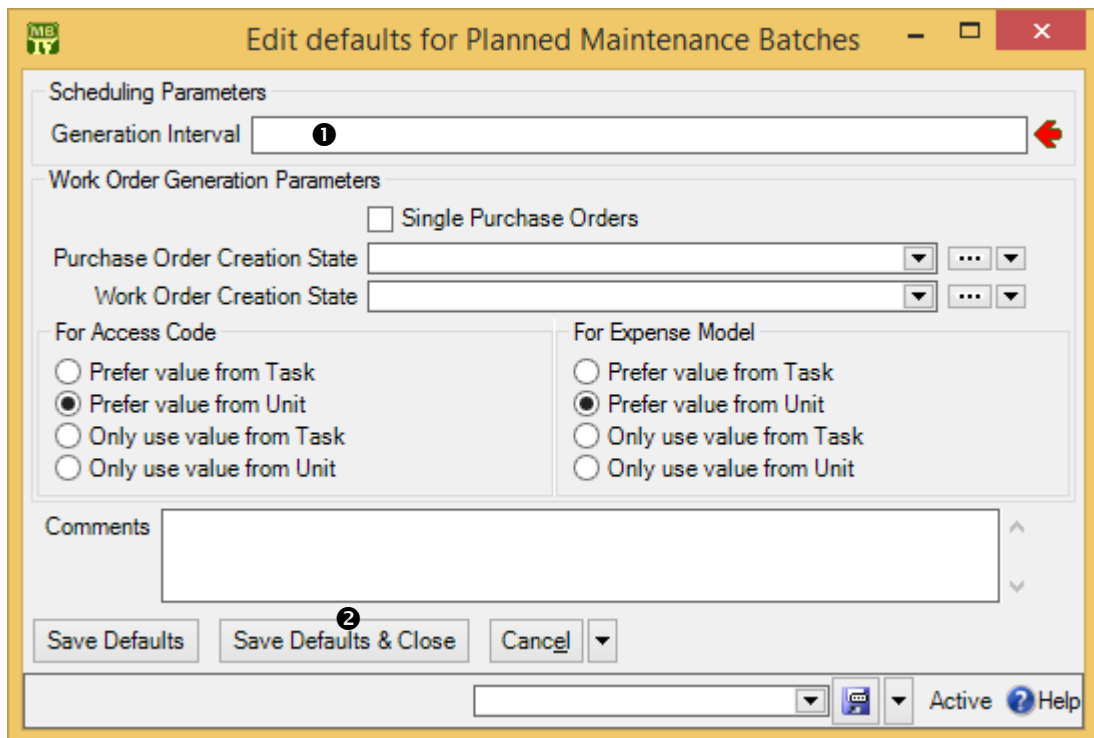 MB
TY
Edit defaults for Planned Maintenance Batches
Scheduling Parameters
Generation Interval ❶
Work Order Generation Parameters
Single Purchase Orders
Purchase Order Creation State
Work Order Creation State
For Access Code
Prefer value from Task
Prefer value from Unit
Only use value from Task
Only use value from Unit
For Expense Model
Prefer value from Task
Prefer value from Unit
Only use value from Task
Only use value from Unit
Comments
❷
Save Defaults Save Defaults & Close Cancel
Active ? Help